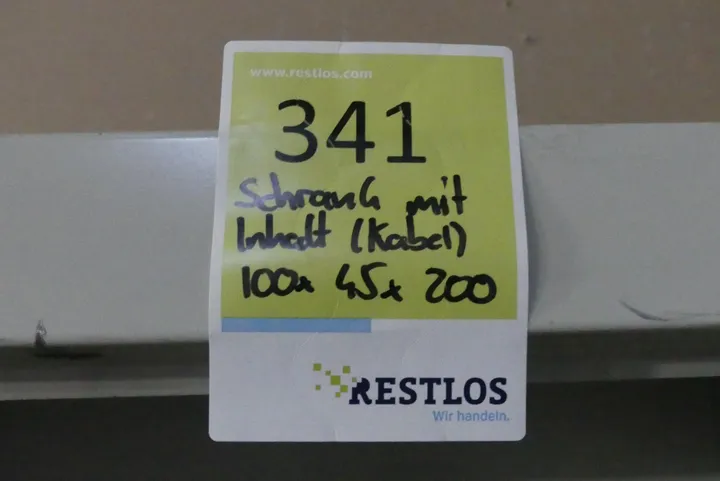 www.restlos.com
341
Schrank mit
Inhalt (Kabel)
100x 45x 200
RESTLOS
Wir handeln.